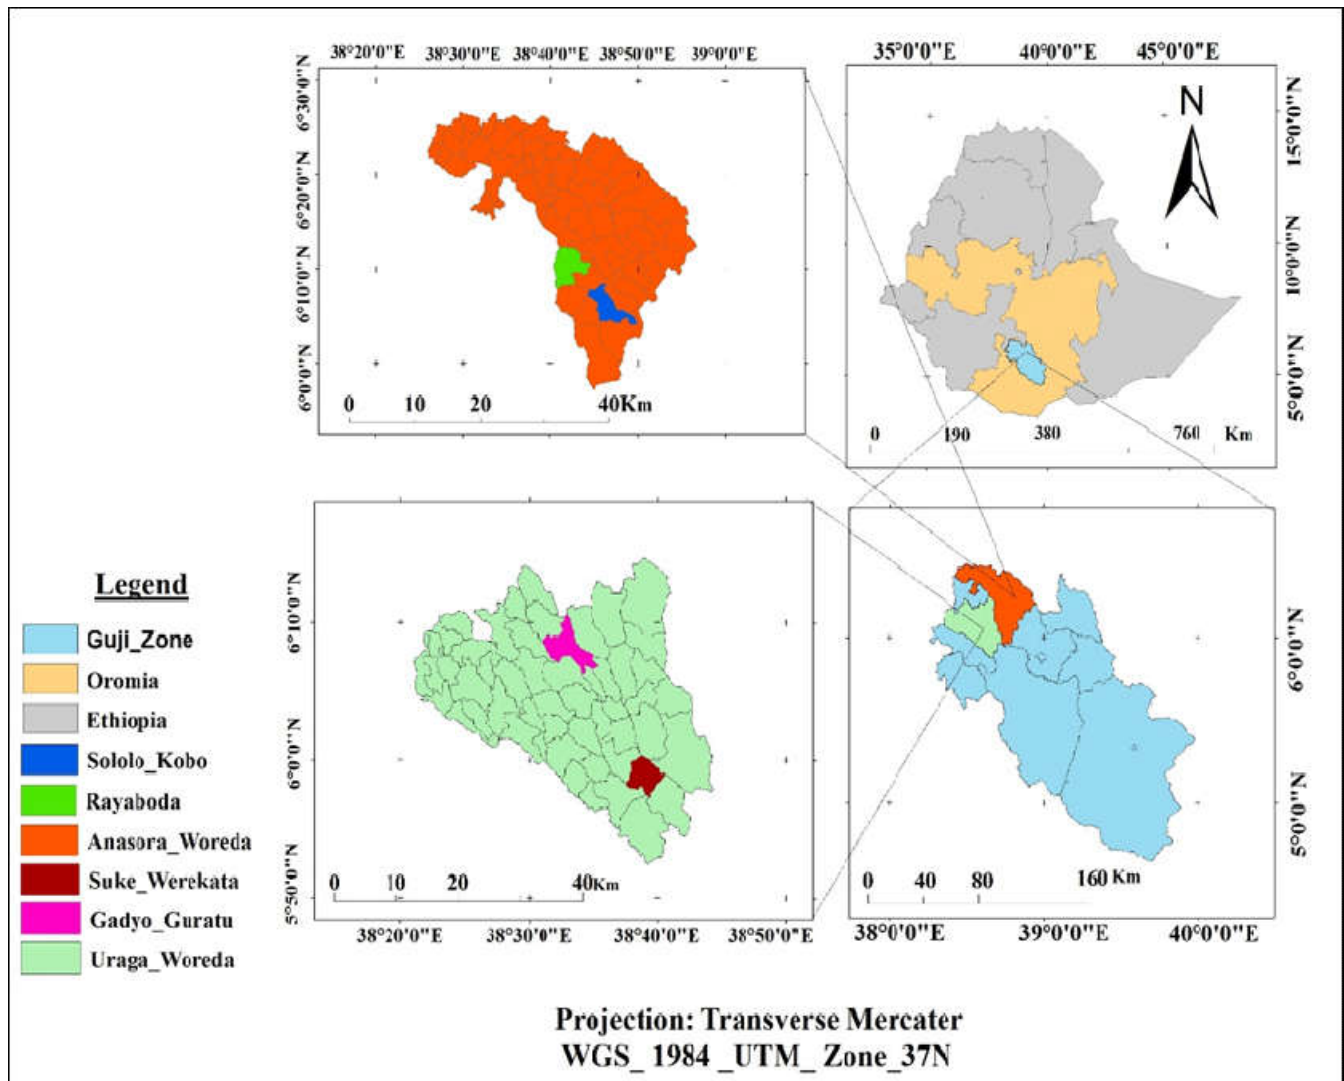 38°20'0"E 38°30'0"E 38°40'0"E 38°50'0"E 39°0'0"E
6°30'0"N
6°20'0"N
6°10'0"N
6°0'0"N
0 10 20 40Km
35°0'0"E 40°0'0"E 45°0'0"E
N
15°0'0"N
10°0'0"N
5°0'0"N
0 190 380 760 Km
Legend
Guji_Zone
Oromia
Ethiopia
Sololo_Kobo
Rayaboda
Anasora_Woreda
Suke_Werekata
Gadyo_Guratu
Uraga_Woreda
6°10'0"N
6°0'0"N
5°50'0"N
0 10 20 40Km
38°20'0"E 38°30'0"E 38°40'0"E 38°50'0"E
6°0'0"N
5°0'0"N
0 40 80 160 Km
38°0'0"E 39°0'0"E 40°0'0"E
Projection: Transverse Mercater
WGS_ 1984 _UTM_ Zone_37N